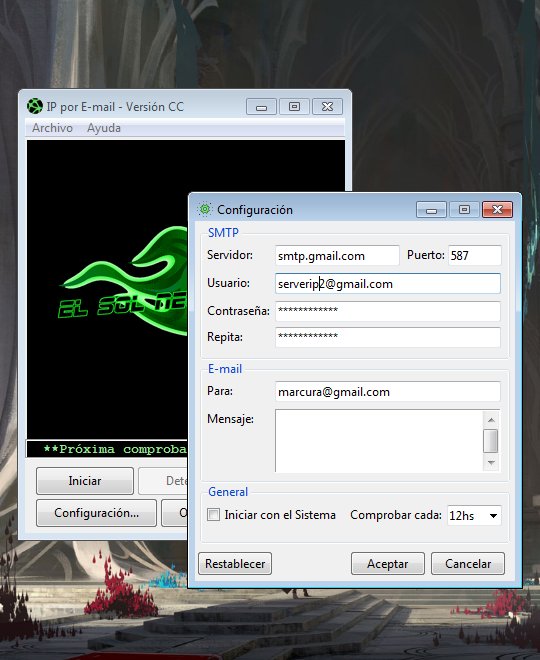 IP por E-mail - Versión CC
Archivo Ayuda
EL SOL DE
**Próxima comproba
Iniciar
Dete
Configuración...
O
Configuración
SMTP
Servidor: smtp.gmail.com Puerto: 587
Usuario: serverip2@gmail.com
Contraseña: ************
Repita: ************
E-mail
Para: marcura@gmail.com
Mensaje:
General
Iniciar con el Sistema Comprobar cada: 12hs
Restablecer Aceptar Cancelar